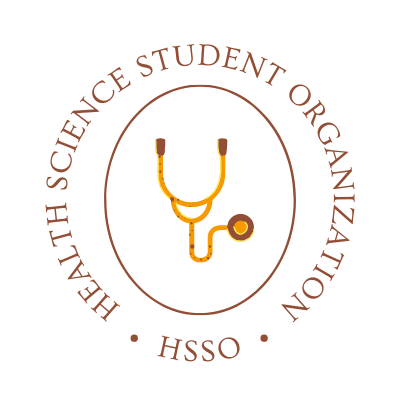 HEALTH SCIENCE STUDENT ORGANIZATION
• HSSO •